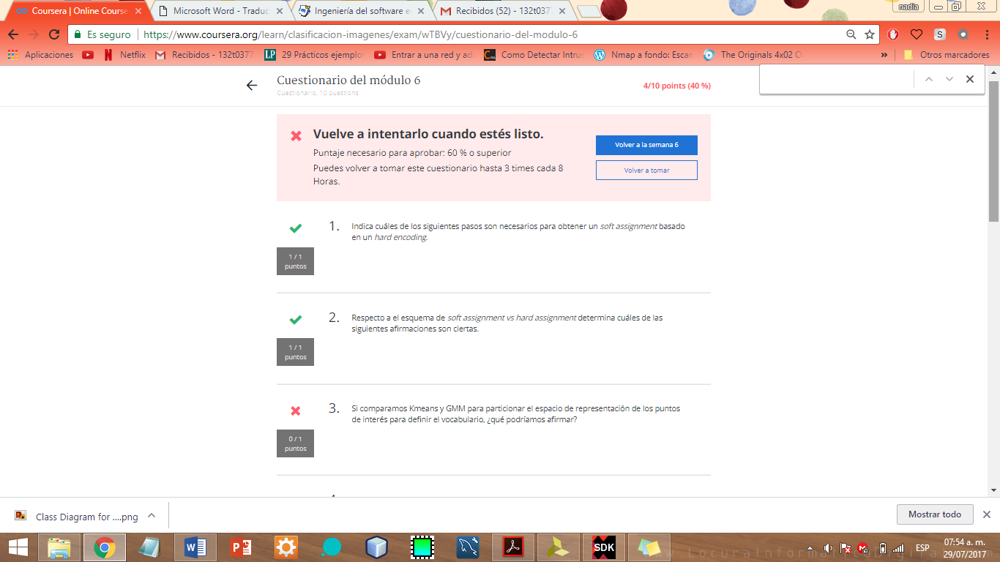 Coursera | Online Course
Microsoft Word - Traduc
Ingeniería del software e
Recibidos (52) - 132t037
nadia
Es seguro
https://www.coursera.org/learn/clasificacion-imagenes/exam/wTBVy/cuestionario-del-modulo-6
Aplicaciones
Netflix
Recibidos - 132t0377
29 Prácticos ejemplo
Entrar a una red y ad
Como Detectar Intrus
Nmap a fondo: Escan
The Originals 4x02 O
»
Otros marcadores
Cuestionario del módulo 6
Cuestionario, 10 questions
4/10 points (40 %)
Vuelve a intentarlo cuando estés listo.
Puntaje necesario para aprobar: 60 % o superior
Puedes volver a tomar este cuestionario hasta 3 times cada 8
Horas.
Volver a la semana 6
Volver a tomar
1.
Indica cuáles de los siguientes pasos son necesarios para obtener un soft assignment basado
en un hard encoding.
1 / 1
puntos
2.
Respecto a el esquema de soft assignment vs hard assignment determina cuáles de las
siguientes afirmaciones son ciertas.
1 / 1
puntos
3.
Si comparamos Kmeans y GMM para particionar el espacio de representación de los puntos
de interés para definir el vocabulario, ¿qué podríamos afirmar?
0 / 1
puntos
Class Diagram for ....png
Mostrar todo
SDK
ESP
07:54 a. m.
29/07/2017